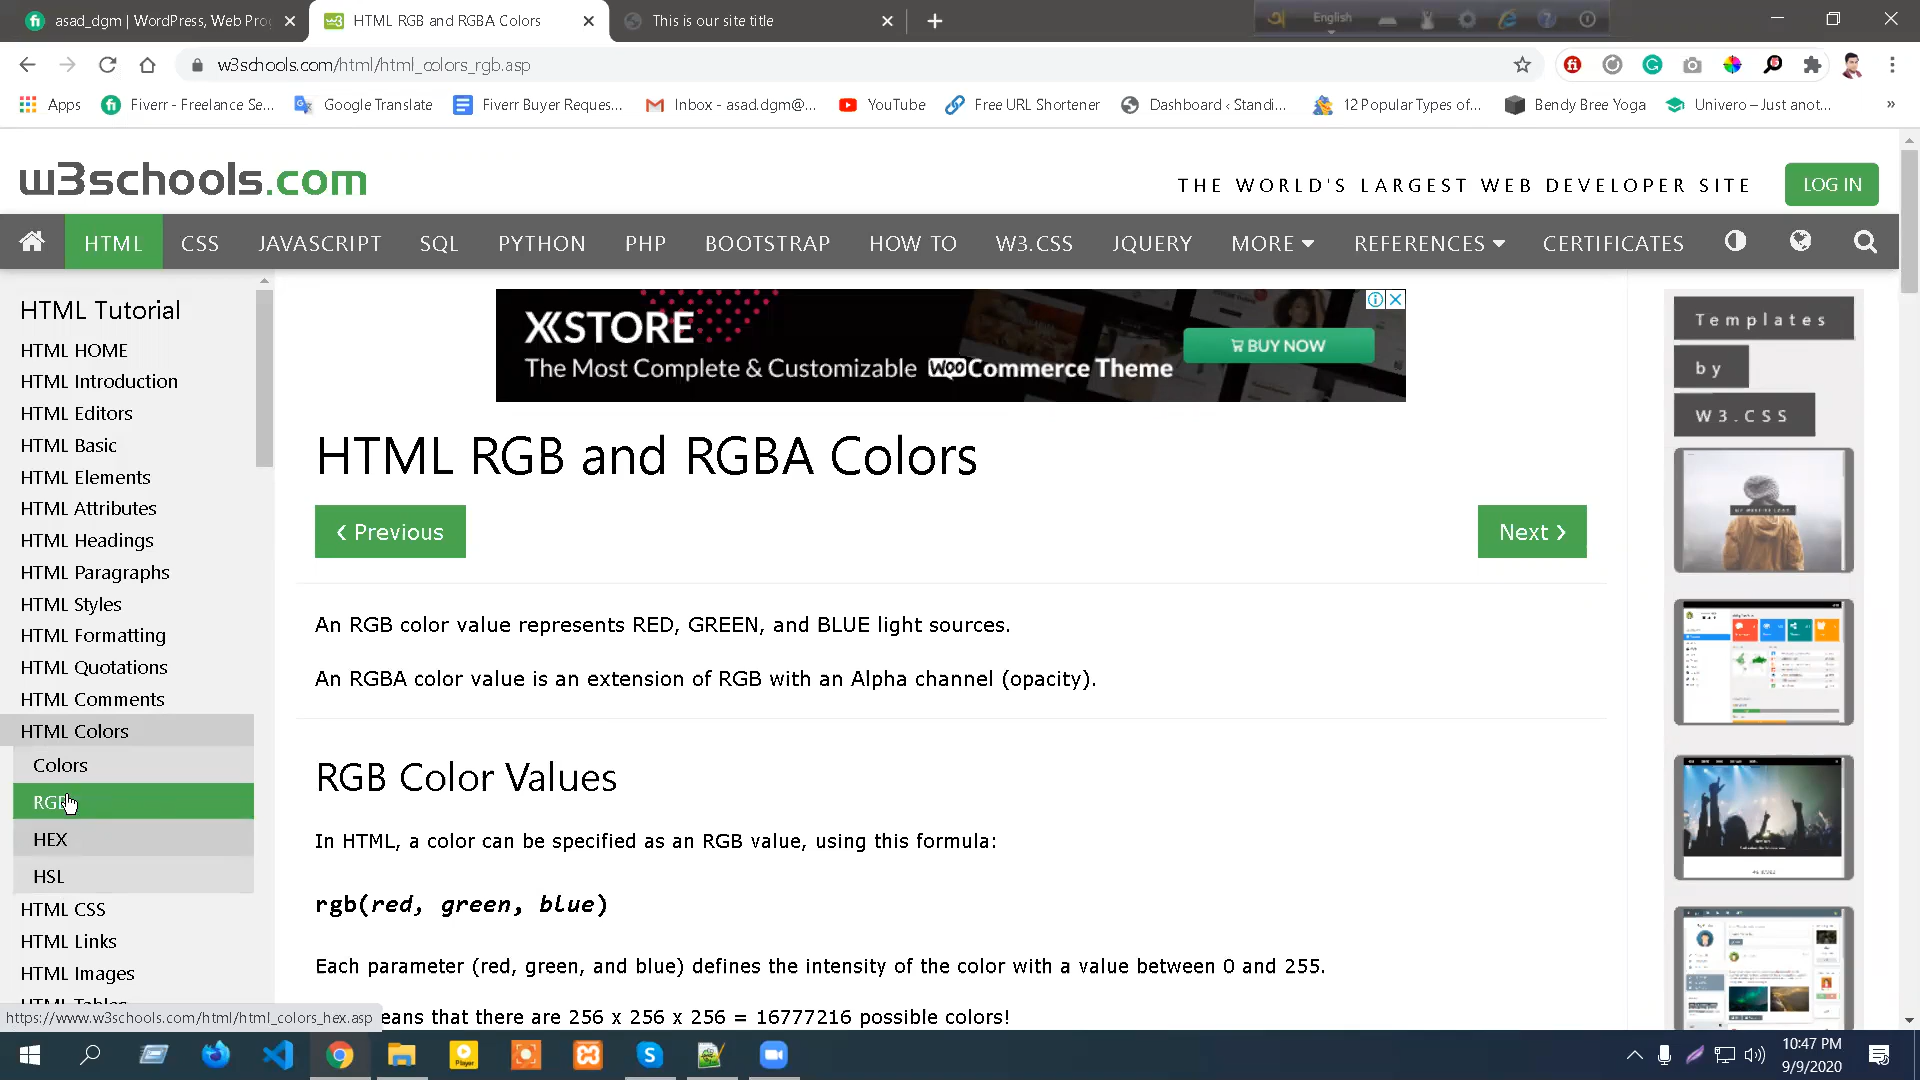 asad_dgm | WordPress, Web Pro
HTML RGB and RGBA Colors
This is our site title
English
w3schools.com/html/html_colors_rgb.asp
Apps
Fiverr - Freelance Se...
Google Translate
Fiverr Buyer Reques...
Inbox - asad.dgm@...
YouTube
Free URL Shortener
Dashboard ‹ Standi...
12 Popular Types of...
Bendy Bree Yoga
Univero – Just anot...
»
w3schools.com
THE WORLD'S LARGEST WEB DEVELOPER SITE
LOG IN
HTML
CSS
JAVASCRIPT
SQL
PYTHON
PHP
BOOTSTRAP
HOW TO
W3.CSS
JQUERY
MORE
REFERENCES
CERTIFICATES
HTML Tutorial
HTML HOME
HTML Introduction
HTML Editors
HTML Basic
HTML Elements
HTML Attributes
HTML Headings
HTML Paragraphs
HTML Styles
HTML Formatting
HTML Quotations
HTML Comments
HTML Colors
Colors
RGB
HEX
HSL
HTML CSS
HTML Links
HTML Images
HTML Tables
https://www.w3schools.com/html/html_colors_hex.asp
XSTORE
The Most Complete & Customizable WooCommerce Theme
BUY NOW
HTML RGB and RGBA Colors
❮ Previous
Next ❯
An RGB color value represents RED, GREEN, and BLUE light sources.
An RGBA color value is an extension of RGB with an Alpha channel (opacity).
RGB Color Values
In HTML, a color can be specified as an RGB value, using this formula:
rgb(red, green, blue)
Each parameter (red, green, and blue) defines the intensity of the color with a value between 0 and 255.
eans that there are 256 x 256 x 256 = 16777216 possible colors!
Templates
by
W3.CSS
Player
10:47 PM
9/9/2020